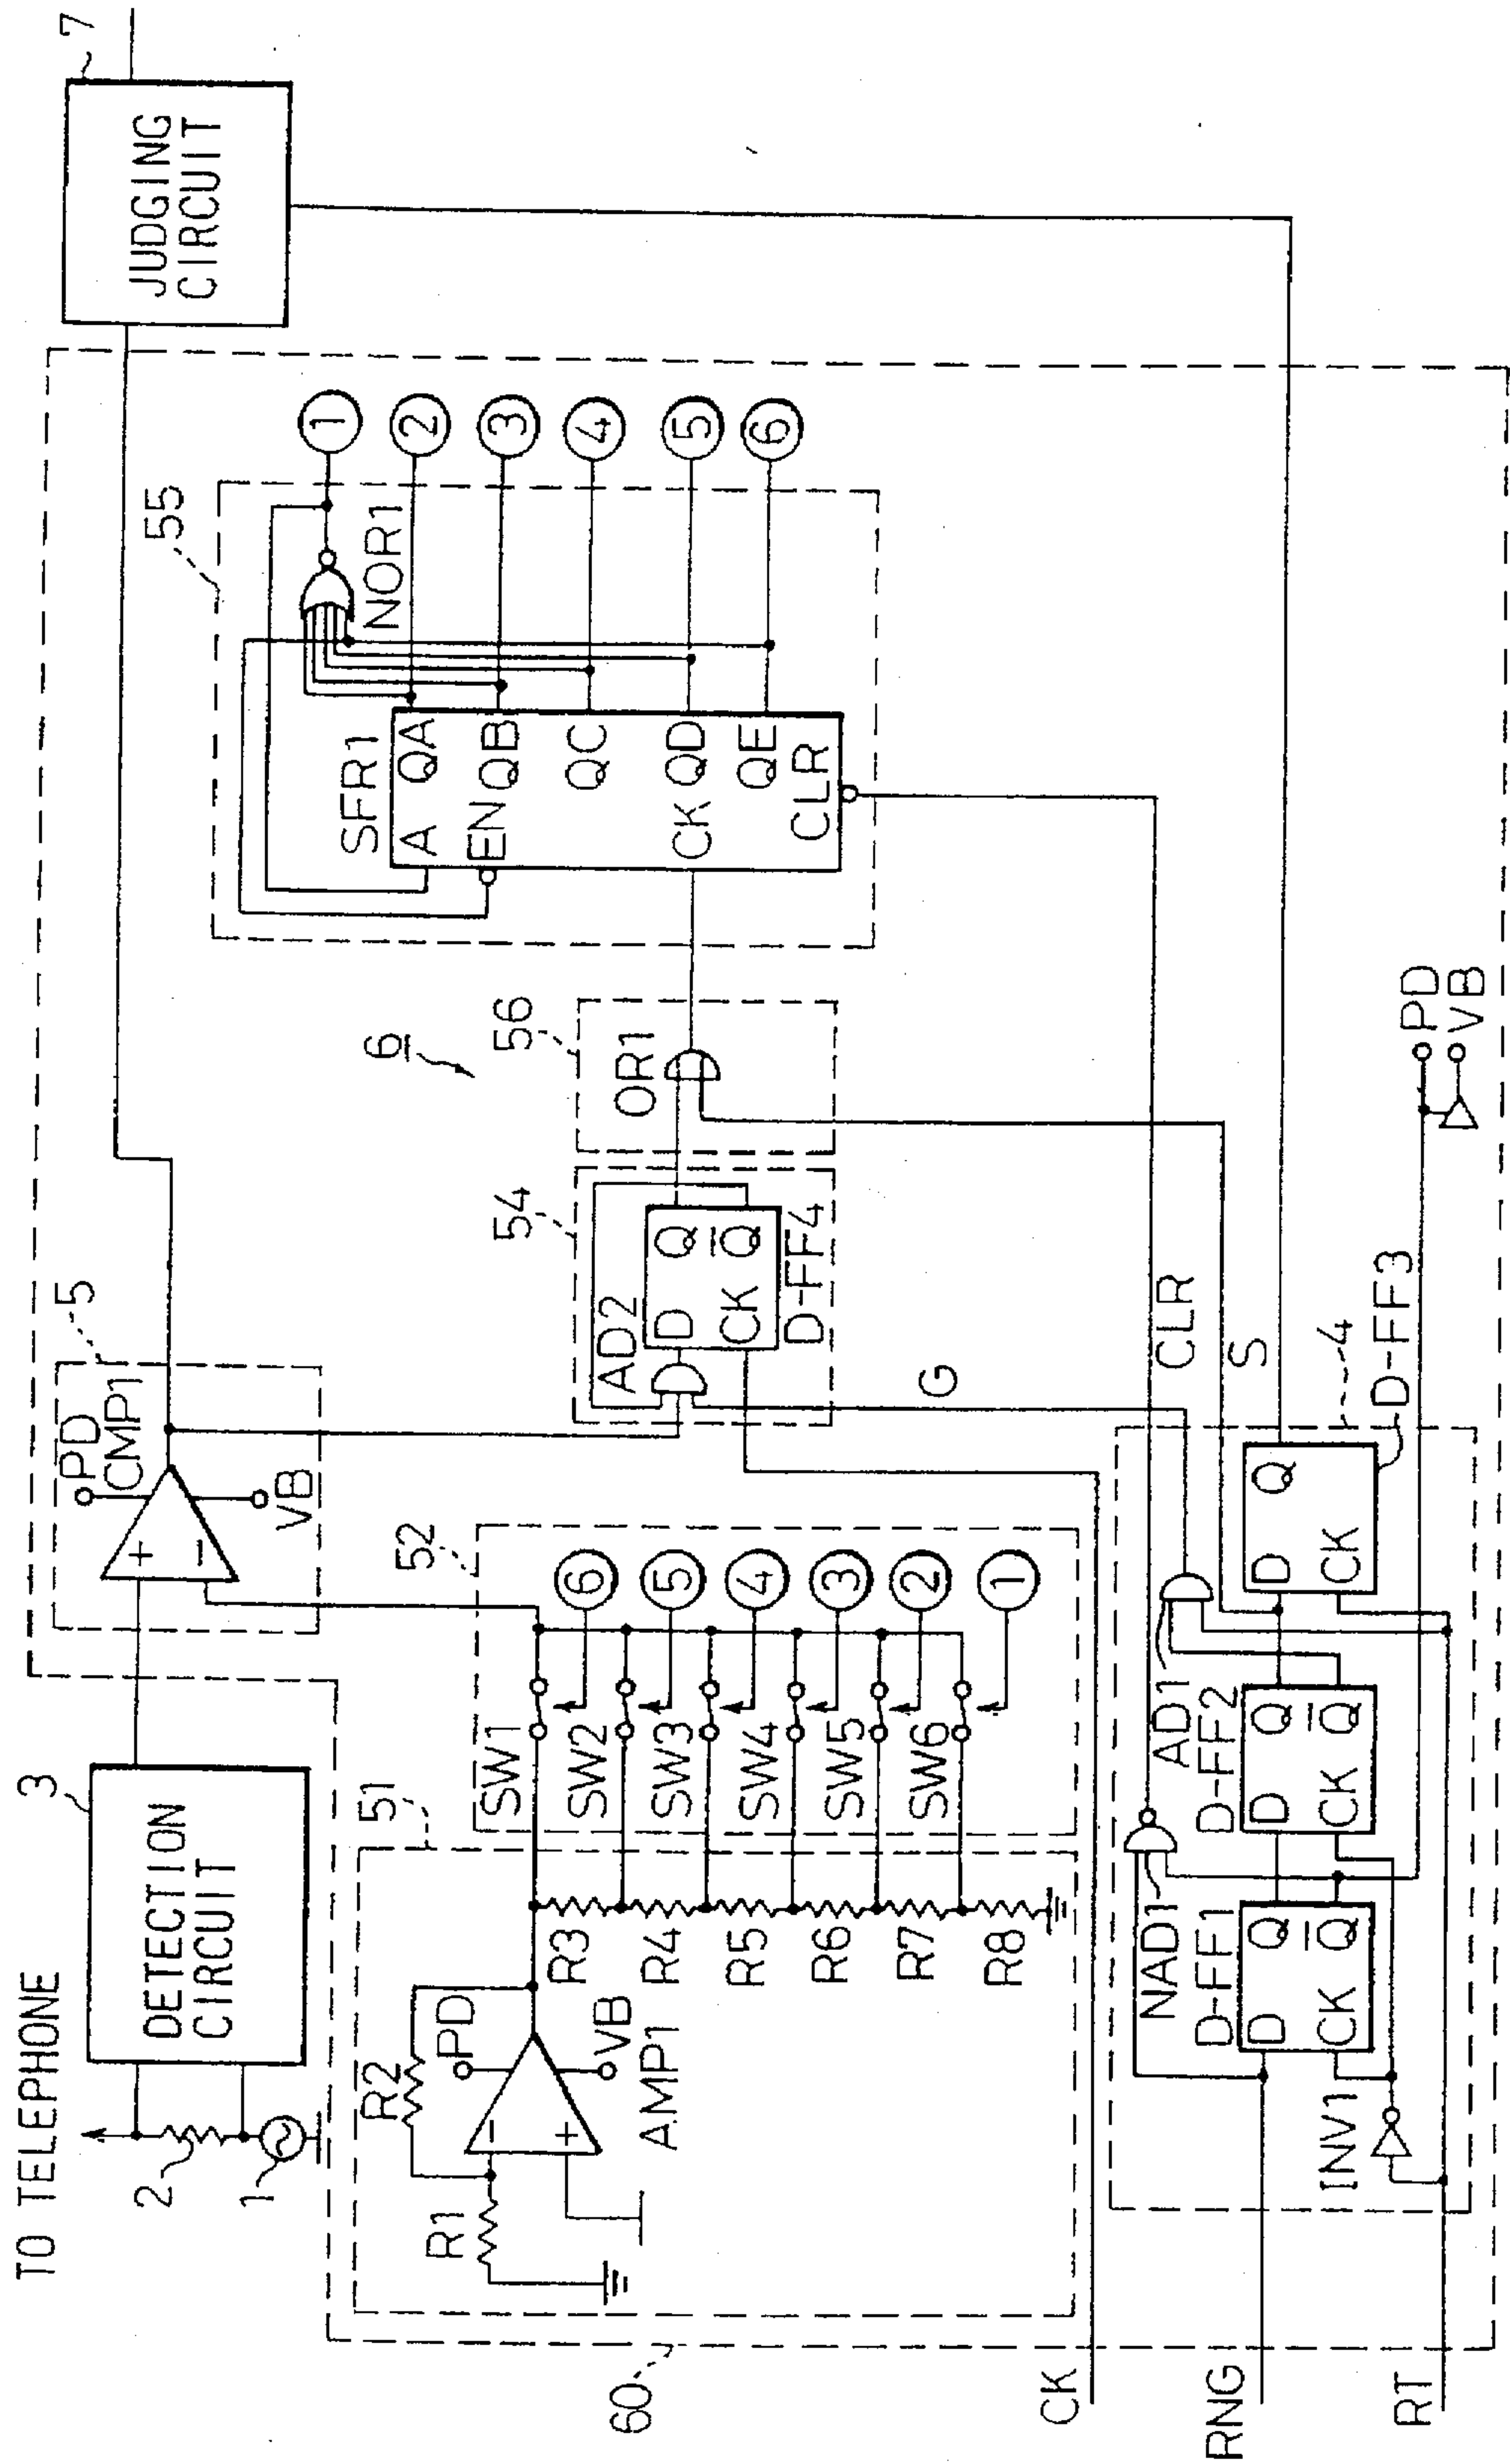 TO TELEPHONE
2
1
3
DETECTION
CIRCUIT
PD
CMP1
5
+
−
VB
7
JUDGING
CIRCUIT
60
51
R1
R2
PD
−
+
VB
AMP1
R3
R4
R5
R6
R7
R8
52
SW1
SW2
SW3
SW4
SW5
SW6
⑥
⑤
④
③
②
①
6
54
AD2
D Q
CK Q̅
D-FF4
56
OR1
55
SFR1
A QA
EN QB
QC
CK QD
QE
CLR
NOR1
①
②
③
④
⑤
⑥
G
CLR
S
CK
RNG
RT
INV1
NAD1
D-FF1
D Q
CK Q̅
AD1
D-FF2
D Q
CK Q̅
D Q
CK
4
D-FF3
PD
VB